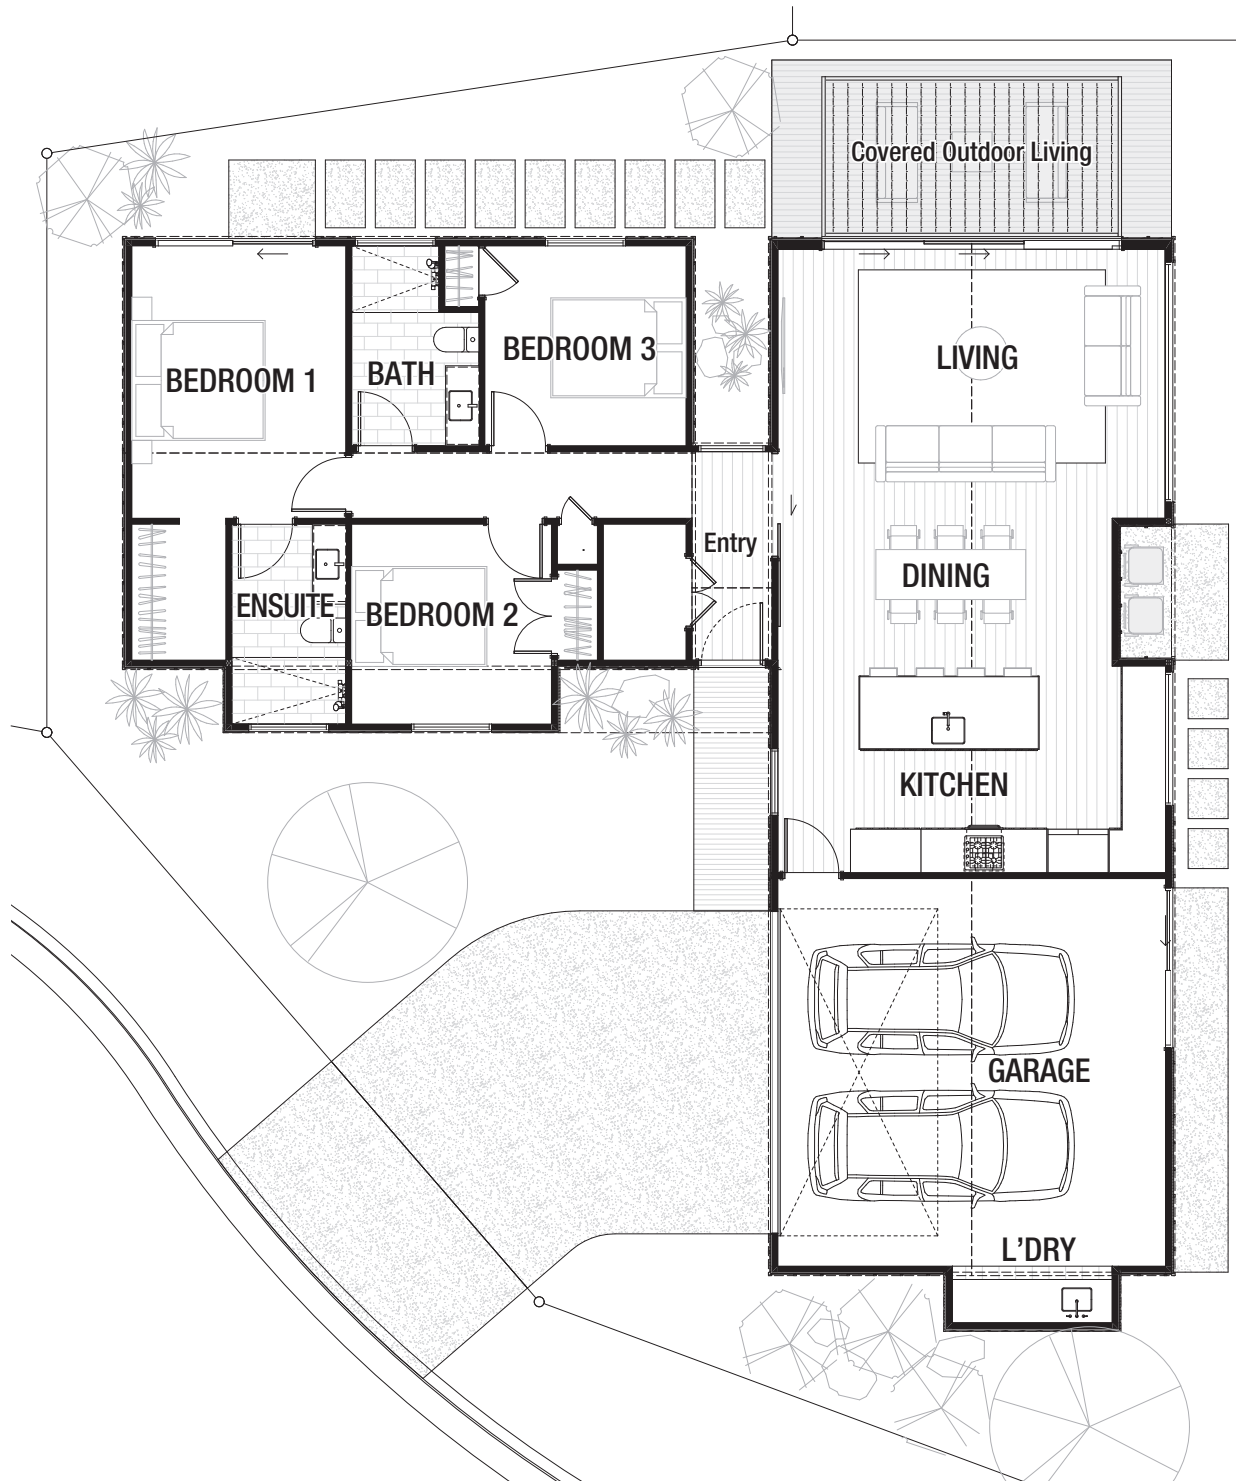 Covered Outdoor Living
BEDROOM 1
BATH
BEDROOM 3
LIVING
Entry
DINING
ENSUITE
BEDROOM 2
KITCHEN
GARAGE
L'DRY